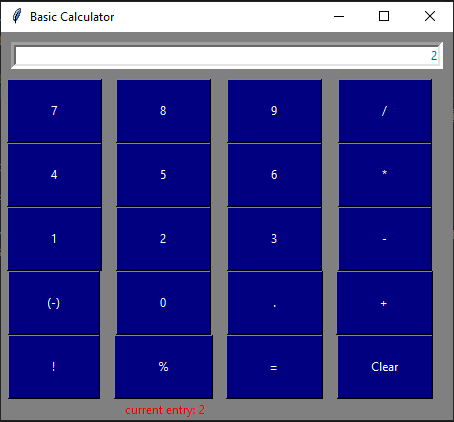 Basic Calculator
2
7 8 9 /
4 5 6 *
1 2 3 -
(-) 0 . +
! % = Clear
current entry: 2